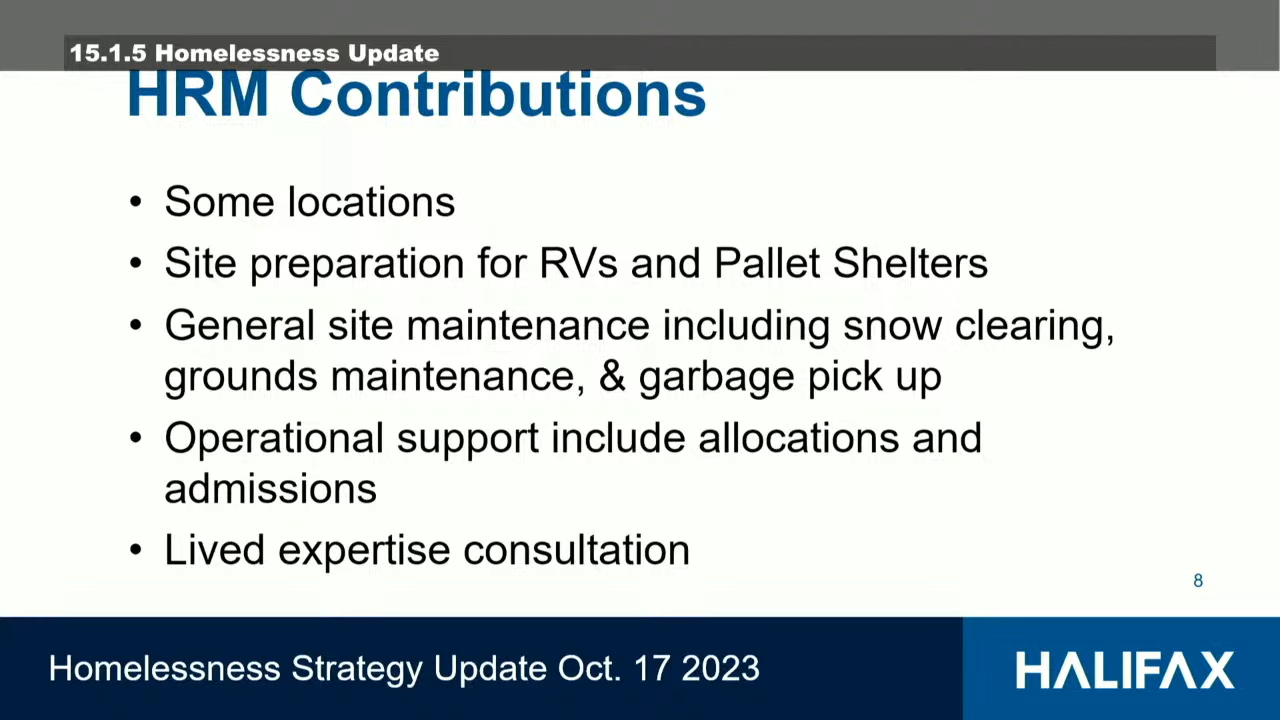 15.1.5 Homelessness Update
HRM Contributions
• Some locations
• Site preparation for RVs and Pallet Shelters
• General site maintenance including snow clearing,
grounds maintenance, & garbage pick up
• Operational support include allocations and
admissions
• Lived expertise consultation
8
Homelessness Strategy Update Oct. 17 2023
HALIFAX